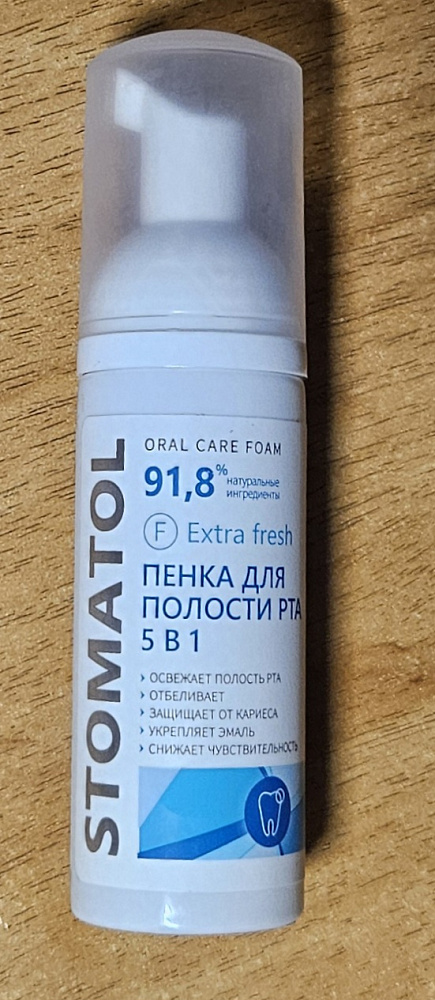 STOMATOL
ORAL CARE FOAM
91,8%
натуральные
ингредиенты
F Extra fresh
ПЕНКА ДЛЯ
ПОЛОСТИ РТА
5 В 1
› ОСВЕЖАЕТ ПОЛОСТЬ РТА
› ОТБЕЛИВАЕТ
› ЗАЩИЩАЕТ ОТ КАРИЕСА
› УКРЕПЛЯЕТ ЭМАЛЬ
› СНИЖАЕТ ЧУВСТВИТЕЛЬНОСТЬ